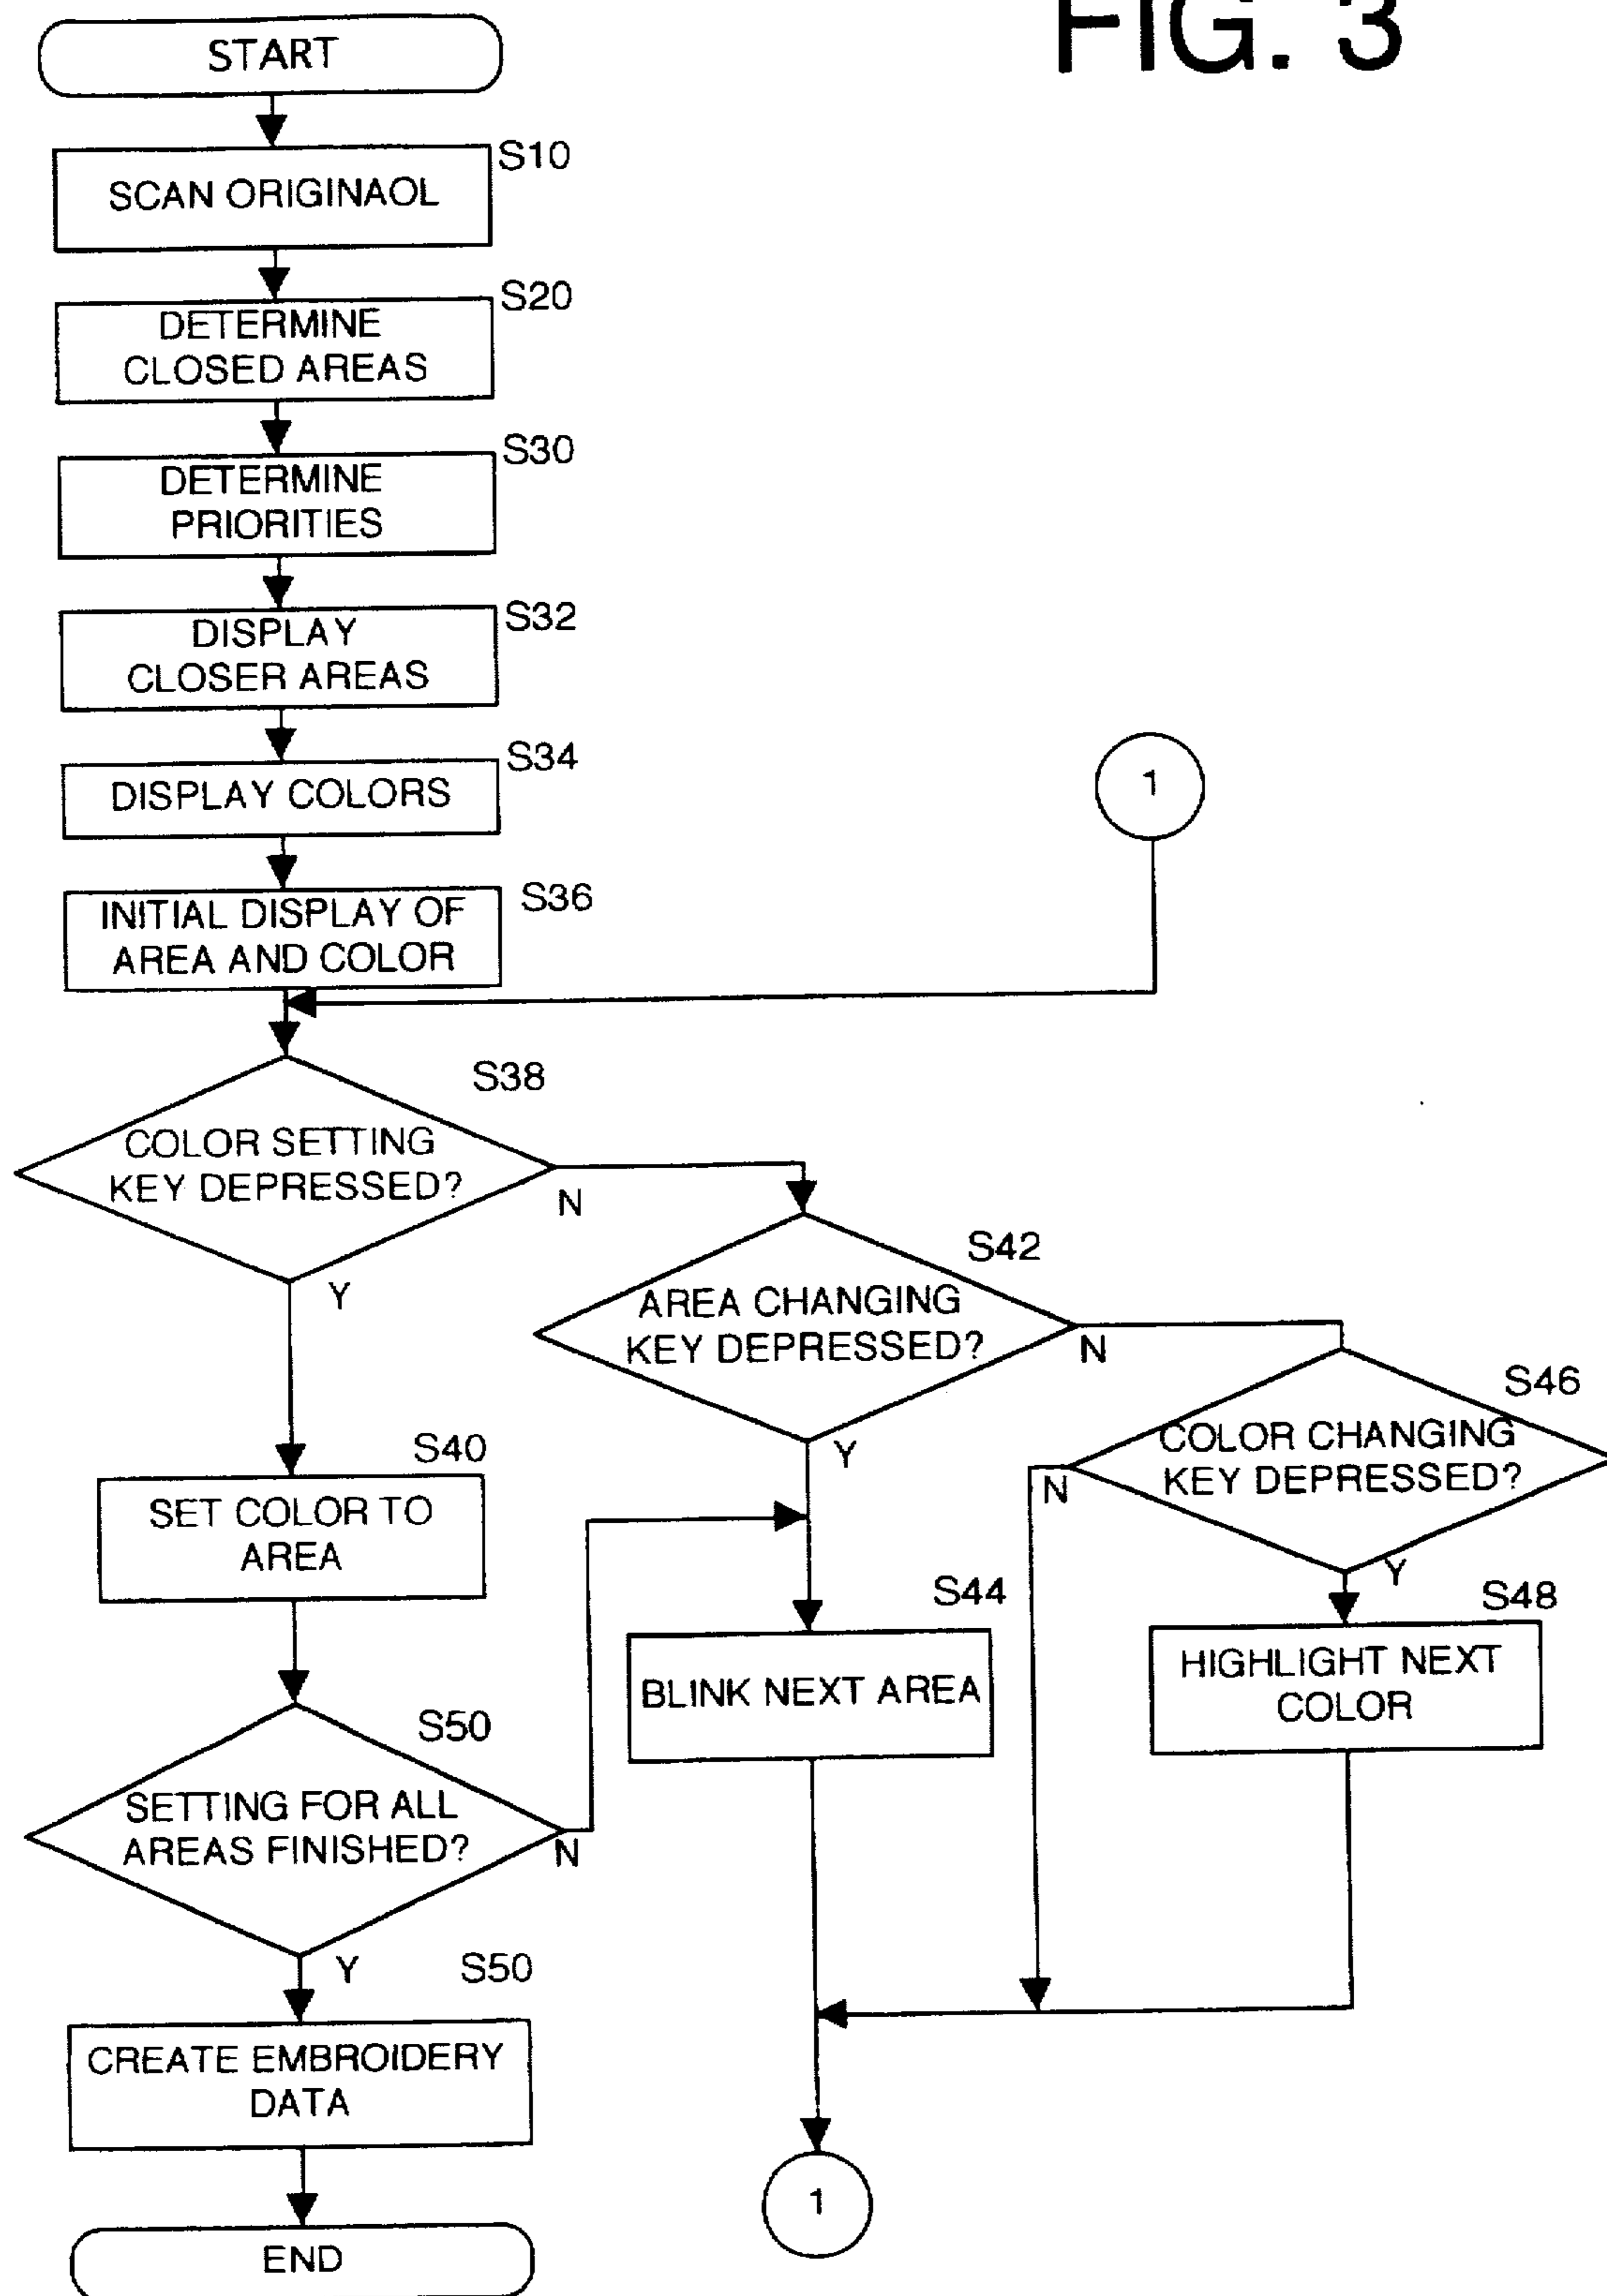 FIG. 3
START
S10
SCAN ORIGINAOL
S20
DETERMINE
CLOSED AREAS
S30
DETERMINE
PRIORITIES
S32
DISPLAY
CLOSER AREAS
S34
DISPLAY COLORS
1
S36
INITIAL DISPLAY OF
AREA AND COLOR
S38
COLOR SETTING
KEY DEPRESSED?
N
Y
S42
AREA CHANGING
KEY DEPRESSED?
N
Y
S46
COLOR CHANGING
KEY DEPRESSED?
N
Y
S40
SET COLOR TO
AREA
S44
BLINK NEXT AREA
S48
HIGHLIGHT NEXT
COLOR
S50
SETTING FOR ALL
AREAS FINISHED?
N
Y
S50
CREATE EMBROIDERY
DATA
1
END